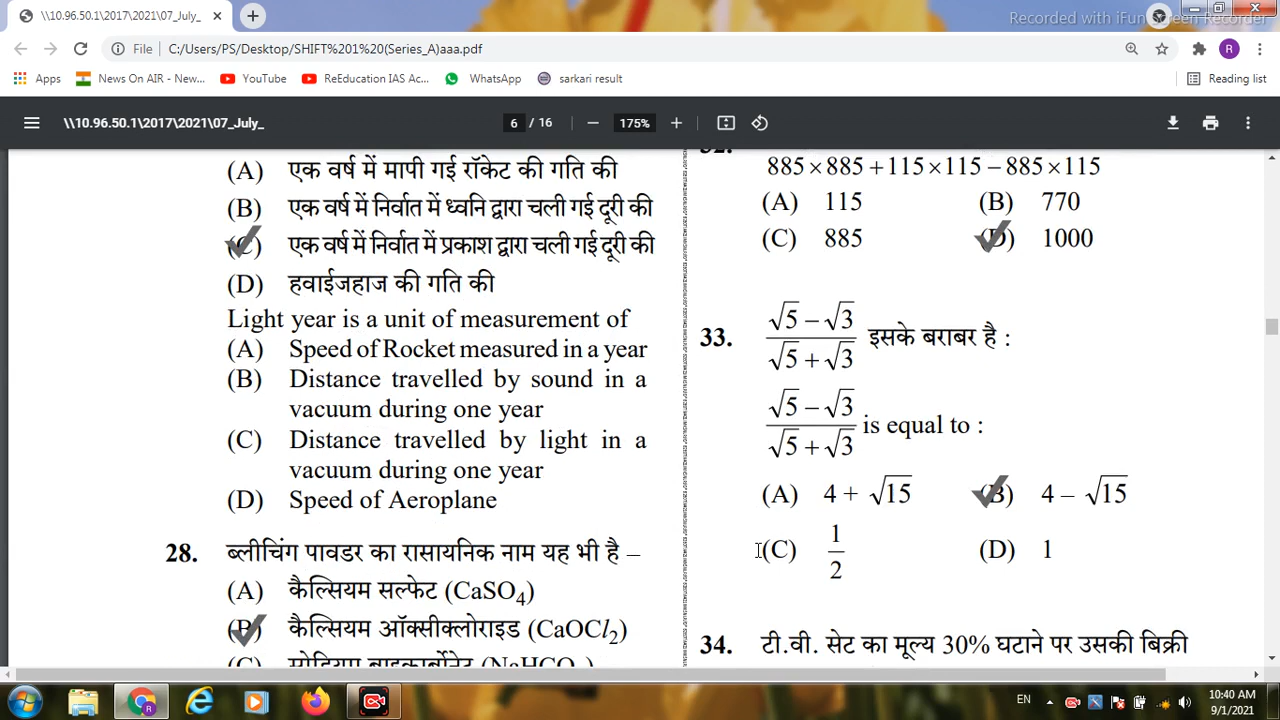 \\10.96.50.1\2017\2021\07_July_
Recorded with iFun Screen Recorder
File C:/Users/PS/Desktop/SHIFT%201%20(Series_A)aaa.pdf
Apps News On AIR - New... YouTube ReEducation IAS Ac... WhatsApp sarkari result Reading list
\\10.96.50.1\2017\2021\07_July_ 6 / 16 175%
(A) एक वर्ष में मापी गई रॉकेट की गति की
(B) एक वर्ष में निर्वात में ध्वनि द्वारा चली गई दूरी की
(C) एक वर्ष में निर्वात में प्रकाश द्वारा चली गई दूरी की
(D) हवाईजहाज की गति की
Light year is a unit of measurement of
(A) Speed of Rocket measured in a year
(B) Distance travelled by sound in a
vacuum during one year
(C) Distance travelled by light in a
vacuum during one year
(D) Speed of Aeroplane
28. ब्लीचिंग पावडर का रासायनिक नाम यह भी है –
(A) कैल्सियम सल्फेट (CaSO4)
(B) कैल्सियम ऑक्सीक्लोराइड (CaOCl2)
885 × 885 + 115 × 115 – 885 × 115
(A) 115 (B) 770
(C) 885 (D) 1000
33. (√5 – √3)/(√5 + √3) इसके बराबर है :
(√5 – √3)/(√5 + √3) is equal to :
(A) 4 + √15 (B) 4 – √15
(C) 1/2 (D) 1
34. टी.वी. सेट का मूल्य 30% घटाने पर उसकी बिक्री
EN 10:40 AM
9/1/2021